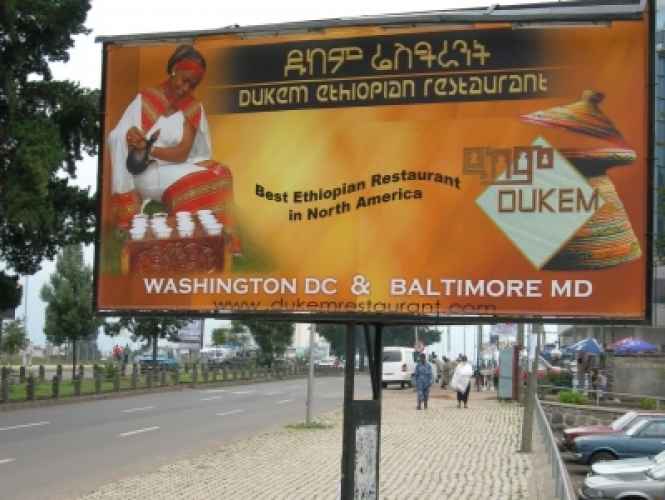 ዱከም ሬስቶራንት
DUKEM ETHIOPIAN RESTAURANT
Best Ethiopian Restaurant
in North America
ዱከም
DUKEM
WASHINGTON DC & BALTIMORE MD
www.dukemrestaurant.com